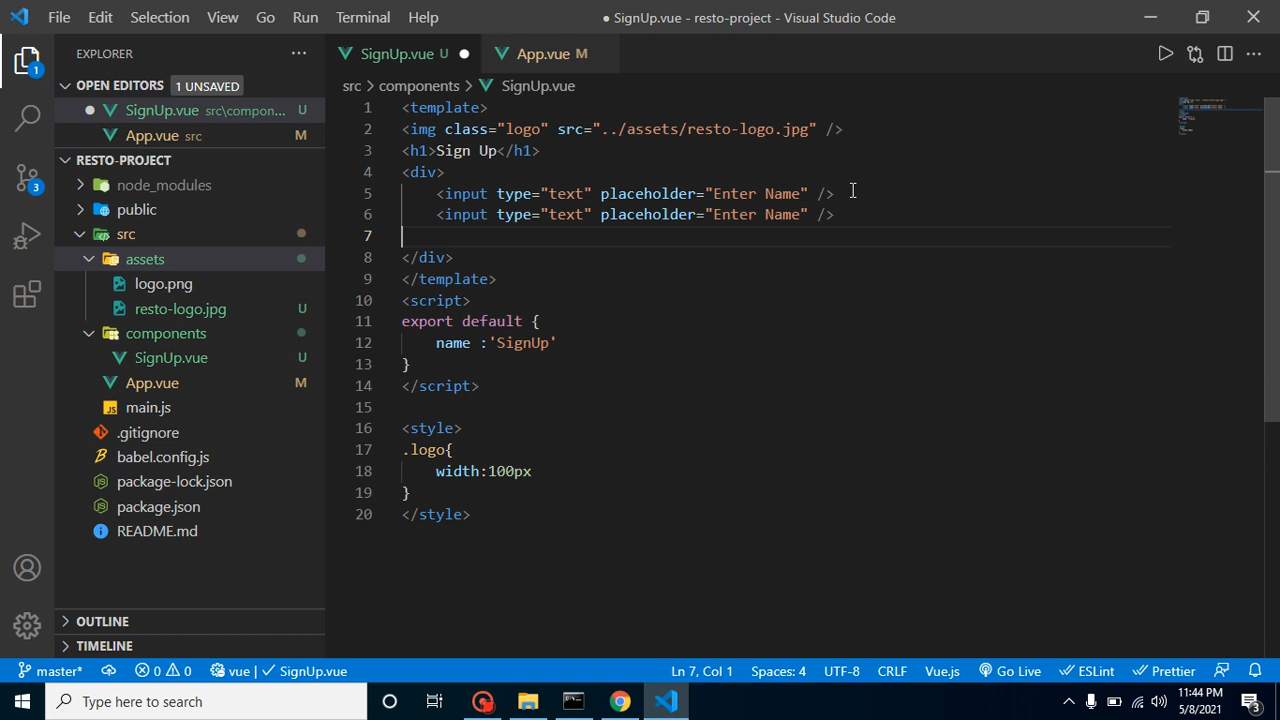 File Edit Selection View Go Run Terminal Help
● SignUp.vue - resto-project - Visual Studio Code
EXPLORER
OPEN EDITORS 1 UNSAVED
SignUp.vue src\compon... U
App.vue src M
RESTO-PROJECT
node_modules
public
src
assets
logo.png
resto-logo.jpg U
components
SignUp.vue U
App.vue M
main.js
.gitignore
babel.config.js
package-lock.json
package.json
README.md
OUTLINE
TIMELINE
1
3
SignUp.vue U
App.vue M
src > components > SignUp.vue
1 <template>
2 <img class="logo" src="../assets/resto-logo.jpg" />
3 <h1>Sign Up</h1>
4 <div>
5 <input type="text" placeholder="Enter Name" />
6 <input type="text" placeholder="Enter Name" />
7
8 </div>
9 </template>
10 <script>
11 export default {
12 name :'SignUp'
13 }
14 </script>
15
16 <style>
17 .logo{
18 width:100px
19 }
20 </style>
master* 0 0 vue | ✓ SignUp.vue Ln 7, Col 1 Spaces: 4 UTF-8 CRLF Vue.js Go Live ESLint Prettier
Type here to search
11:44 PM
5/8/2021
3